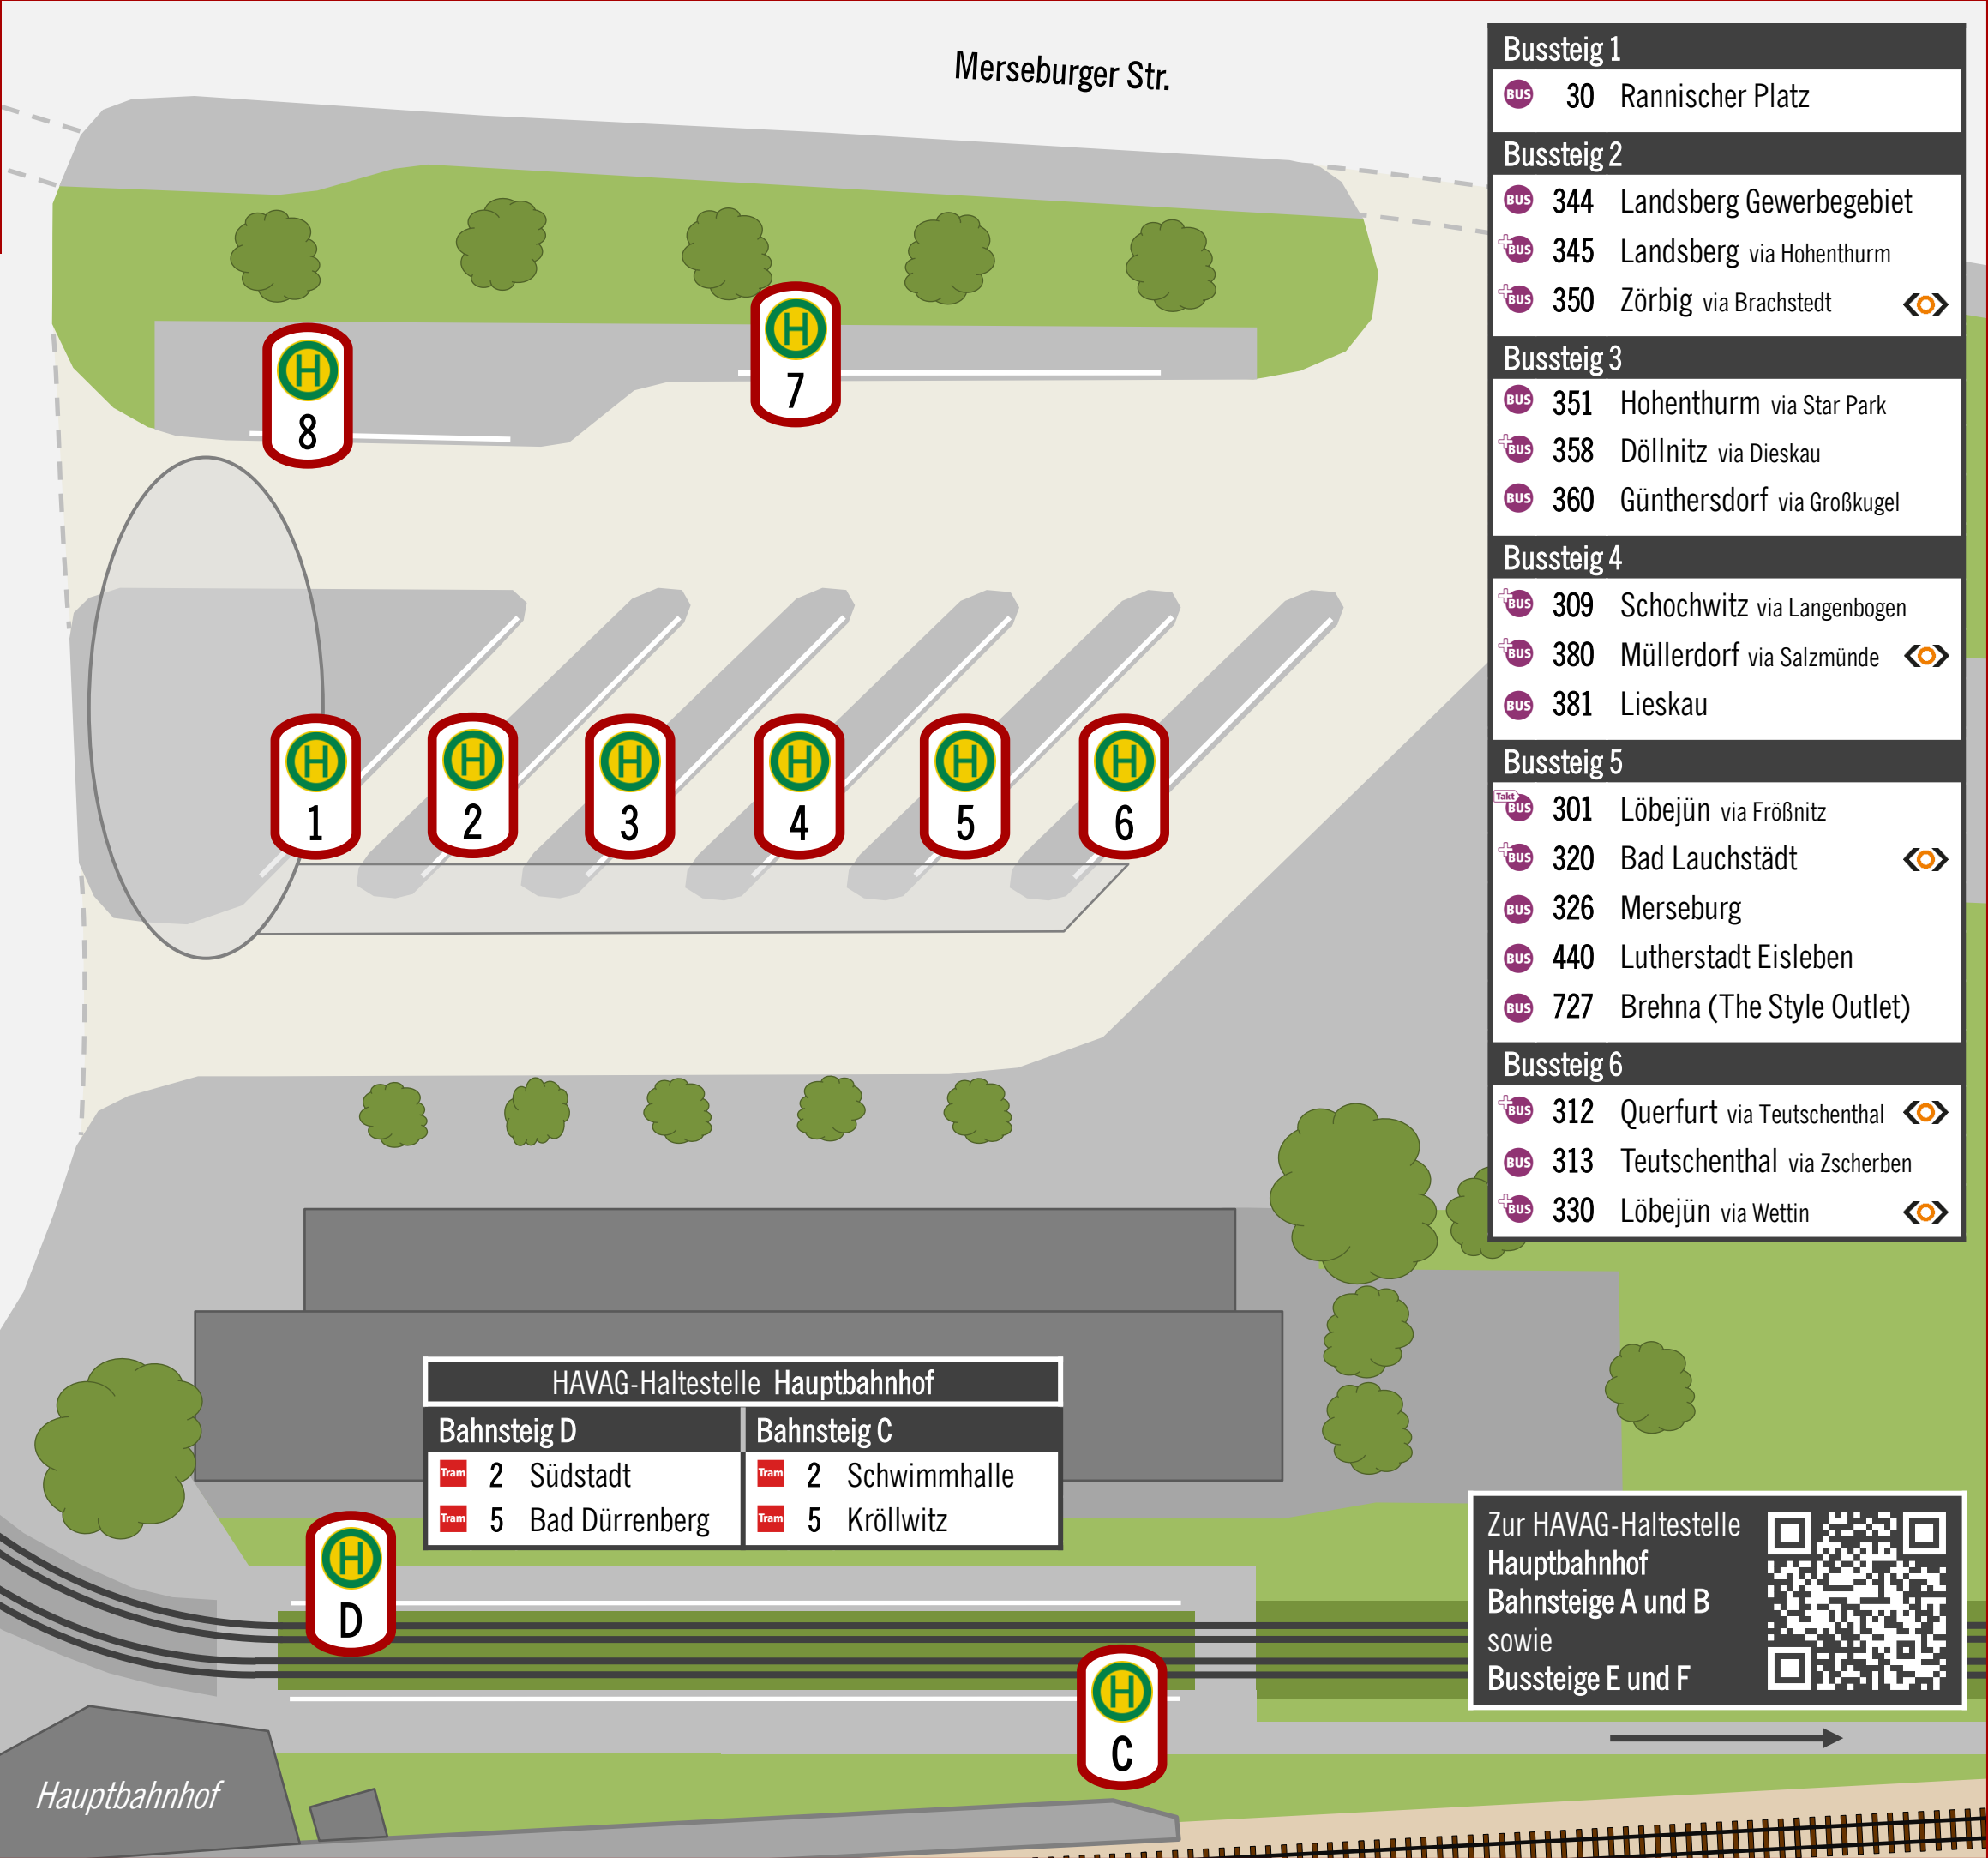 Merseburger Str.
Bussteig 1
BUS 30 Rannischer Platz
Bussteig 2
BUS 344 Landsberg Gewerbegebiet
+BUS 345 Landsberg via Hohenthurm
+BUS 350 Zörbig via Brachstedt
Bussteig 3
BUS 351 Hohenthurm via Star Park
+BUS 358 Döllnitz via Dieskau
BUS 360 Günthersdorf via Großkugel
Bussteig 4
+BUS 309 Schochwitz via Langenbogen
+BUS 380 Müllerdorf via Salzmünde
BUS 381 Lieskau
Bussteig 5
Takt BUS 301 Löbejün via Frößnitz
+BUS 320 Bad Lauchstädt
BUS 326 Merseburg
BUS 440 Lutherstadt Eisleben
BUS 727 Brehna (The Style Outlet)
Bussteig 6
+BUS 312 Querfurt via Teutschenthal
BUS 313 Teutschenthal via Zscherben
+BUS 330 Löbejün via Wettin
H 7
H 8
H 1
H 2
H 3
H 4
H 5
H 6
HAVAG-Haltestelle Hauptbahnhof
Bahnsteig D
Tram 2 Südstadt
Tram 5 Bad Dürrenberg
Bahnsteig C
Tram 2 Schwimmhalle
Tram 5 Kröllwitz
H D
H C
Zur HAVAG-Haltestelle
Hauptbahnhof
Bahnsteige A und B
sowie
Bussteige E und F
Hauptbahnhof